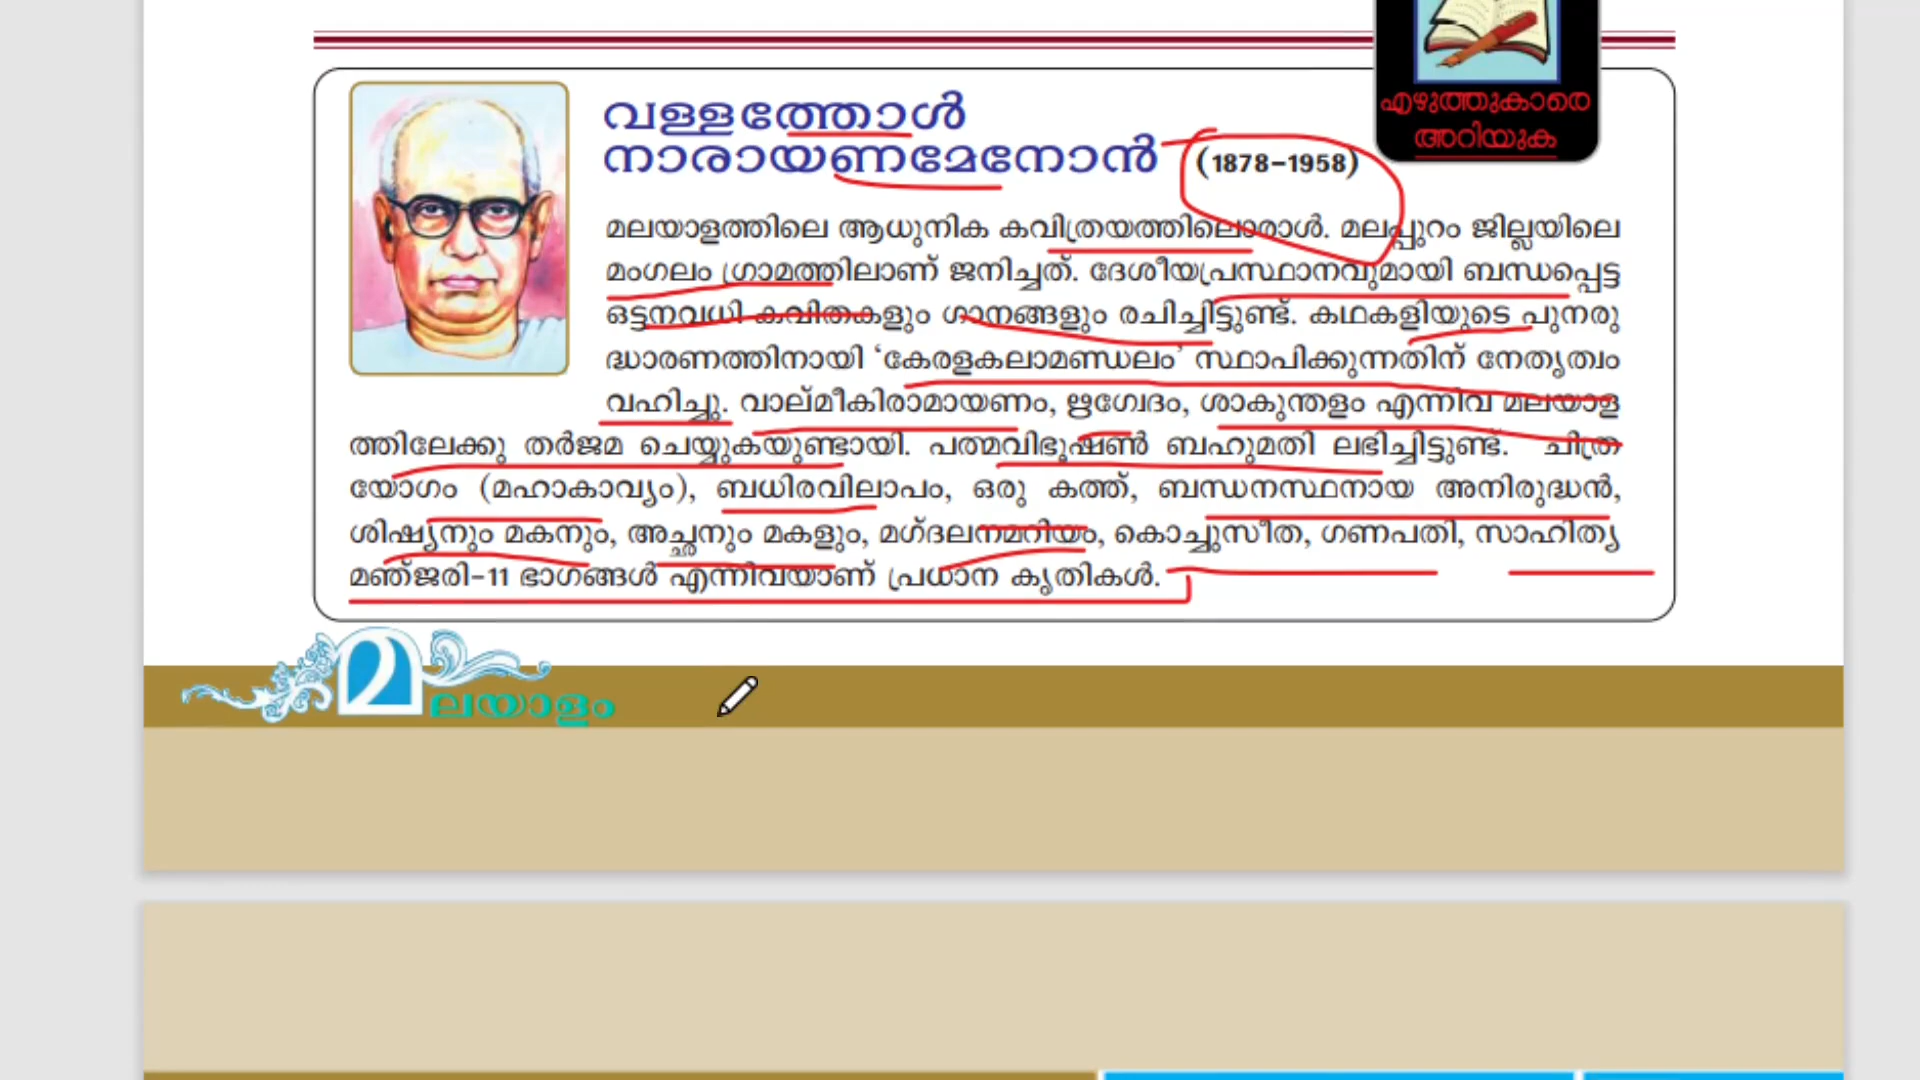 എഴുത്തുകാരെ
അറിയുക
വള്ളത്തോൾ
നാരായണമേനോൻ (1878-1958)
മലയാളത്തിലെ ആധുനിക കവിത്രയത്തിലൊരാൾ. മലപ്പുറം ജില്ലയിലെ
മംഗലം ഗ്രാമത്തിലാണ് ജനിച്ചത്. ദേശീയപ്രസ്ഥാനവുമായി ബന്ധപ്പെട്ട
ഒട്ടനവധി കവിതകളും ഗാനങ്ങളും രചിച്ചിട്ടുണ്ട്. കഥകളിയുടെ പുനരു
ദ്ധാരണത്തിനായി ‘കേരളകലാമണ്ഡലം’ സ്ഥാപിക്കുന്നതിന് നേതൃത്വം
വഹിച്ചു. വാല്മീകിരാമായണം, ഋഗ്വേദം, ശാകുന്തളം എന്നിവ മലയാള
ത്തിലേക്കു തർജമ ചെയ്യുകയുണ്ടായി. പത്മവിഭൂഷൺ ബഹുമതി ലഭിച്ചിട്ടുണ്ട്. ചിത്ര
യോഗം (മഹാകാവ്യം), ബധിരവിലാപം, ഒരു കത്ത്, ബന്ധനസ്ഥനായ അനിരുദ്ധൻ,
ശിഷ്യനും മകനും, അച്ഛനും മകളും, മഗ്ദലനമറിയം, കൊച്ചുസീത, ഗണപതി, സാഹിത്യ
മഞ്ജരി-11 ഭാഗങ്ങൾ എന്നിവയാണ് പ്രധാന കൃതികൾ.
മലയാളം